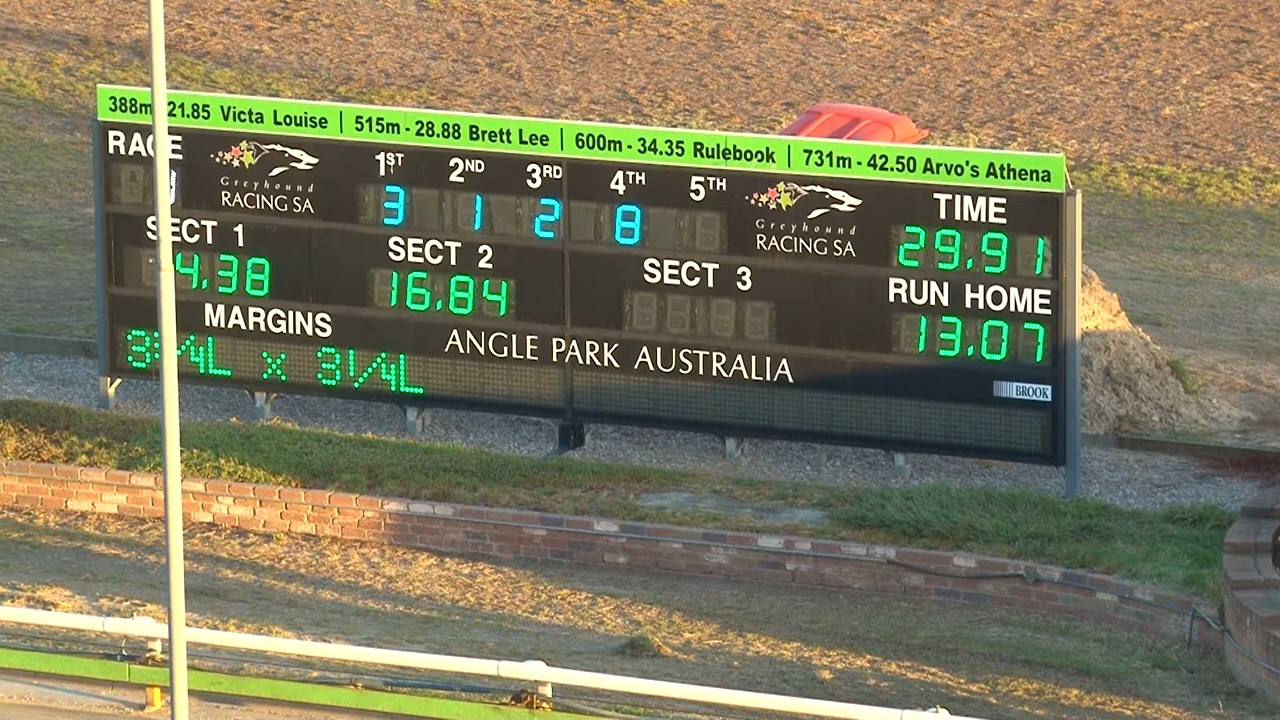 388m 21.85 Victa Louise | 515m - 28.88 Brett Lee | 600m - 34.35 Rulebook | 731m - 42.50 Arvo's Athena
RACE
Greyhound
RACING SA
1ST 2ND 3RD 4TH 5TH
3 1 2 8
Greyhound
RACING SA
TIME
29.91
SECT 1
4.38
SECT 2
16.84
SECT 3
RUN HOME
13.07
MARGINS
x 3 1/4L
ANGLE PARK AUSTRALIA
BROOK